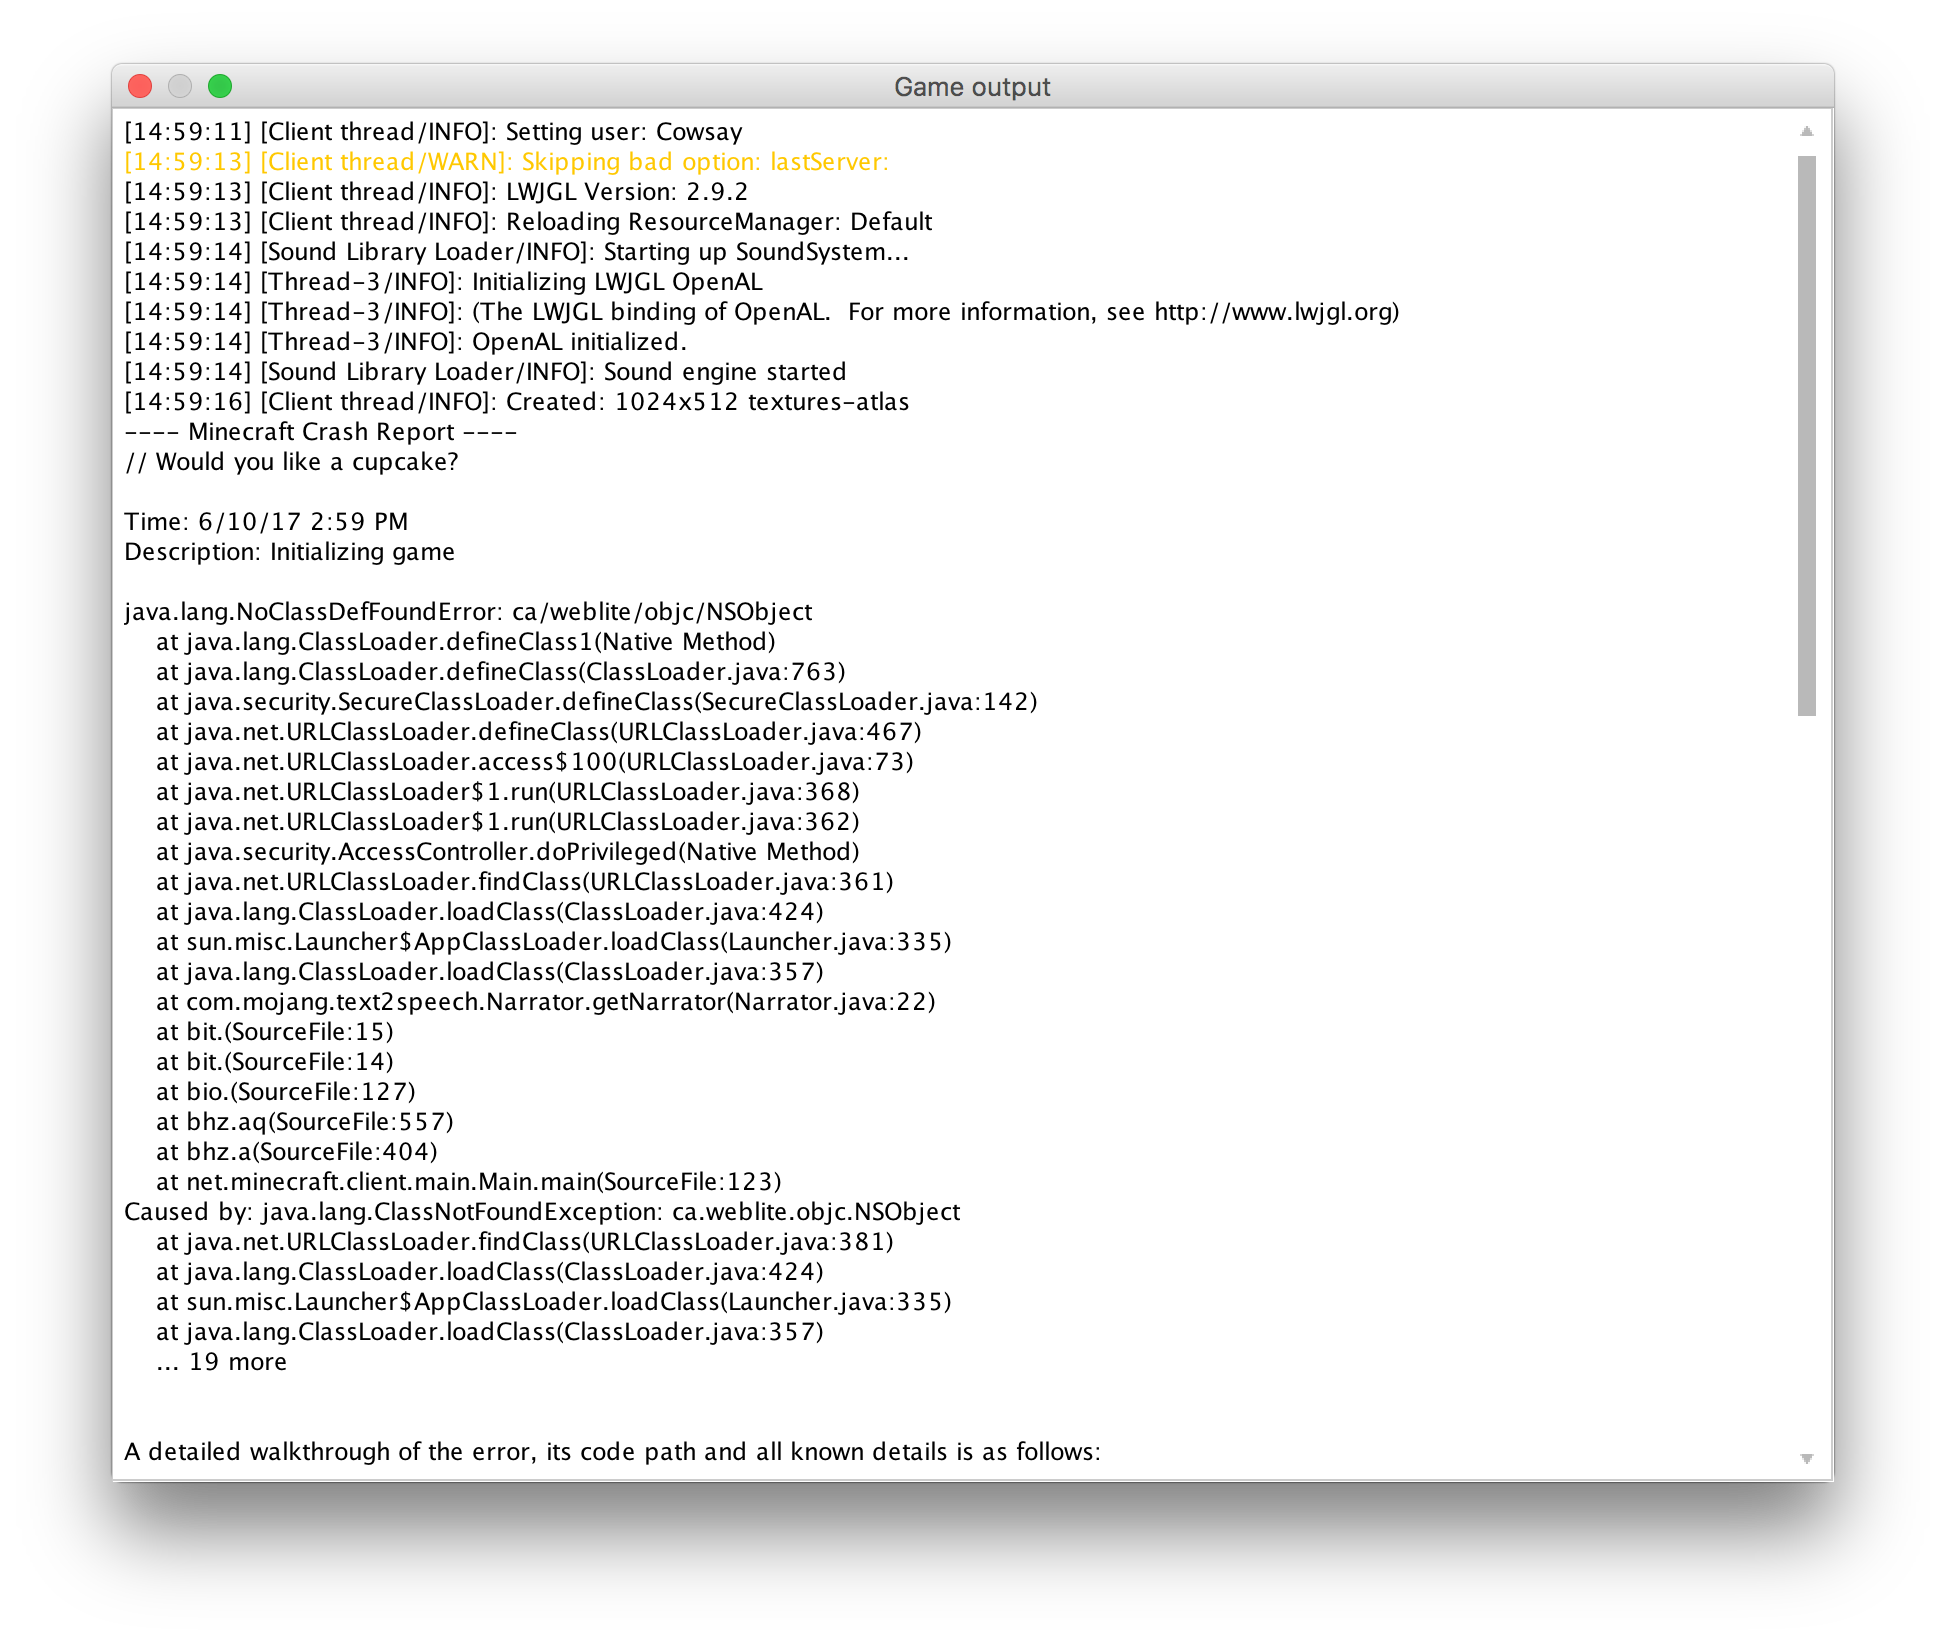 Game output
[14:59:11] [Client thread/INFO]: Setting user: Cowsay
[14:59:13] [Client thread/WARN]: Skipping bad option: lastServer:
[14:59:13] [Client thread/INFO]: LWJGL Version: 2.9.2
[14:59:13] [Client thread/INFO]: Reloading ResourceManager: Default
[14:59:14] [Sound Library Loader/INFO]: Starting up SoundSystem...
[14:59:14] [Thread-3/INFO]: Initializing LWJGL OpenAL
[14:59:14] [Thread-3/INFO]: (The LWJGL binding of OpenAL.  For more information, see http://www.lwjgl.org)
[14:59:14] [Thread-3/INFO]: OpenAL initialized.
[14:59:14] [Sound Library Loader/INFO]: Sound engine started
[14:59:16] [Client thread/INFO]: Created: 1024x512 textures-atlas
---- Minecraft Crash Report ----
// Would you like a cupcake?

Time: 6/10/17 2:59 PM
Description: Initializing game

java.lang.NoClassDefFoundError: ca/weblite/objc/NSObject
    at java.lang.ClassLoader.defineClass1(Native Method)
    at java.lang.ClassLoader.defineClass(ClassLoader.java:763)
    at java.security.SecureClassLoader.defineClass(SecureClassLoader.java:142)
    at java.net.URLClassLoader.defineClass(URLClassLoader.java:467)
    at java.net.URLClassLoader.access$100(URLClassLoader.java:73)
    at java.net.URLClassLoader$1.run(URLClassLoader.java:368)
    at java.net.URLClassLoader$1.run(URLClassLoader.java:362)
    at java.security.AccessController.doPrivileged(Native Method)
    at java.net.URLClassLoader.findClass(URLClassLoader.java:361)
    at java.lang.ClassLoader.loadClass(ClassLoader.java:424)
    at sun.misc.Launcher$AppClassLoader.loadClass(Launcher.java:335)
    at java.lang.ClassLoader.loadClass(ClassLoader.java:357)
    at com.mojang.text2speech.Narrator.getNarrator(Narrator.java:22)
    at bit.(SourceFile:15)
    at bit.(SourceFile:14)
    at bio.(SourceFile:127)
    at bhz.aq(SourceFile:557)
    at bhz.a(SourceFile:404)
    at net.minecraft.client.main.Main.main(SourceFile:123)
Caused by: java.lang.ClassNotFoundException: ca.weblite.objc.NSObject
    at java.net.URLClassLoader.findClass(URLClassLoader.java:381)
    at java.lang.ClassLoader.loadClass(ClassLoader.java:424)
    at sun.misc.Launcher$AppClassLoader.loadClass(Launcher.java:335)
    at java.lang.ClassLoader.loadClass(ClassLoader.java:357)
    ... 19 more

A detailed walkthrough of the error, its code path and all known details is as follows: